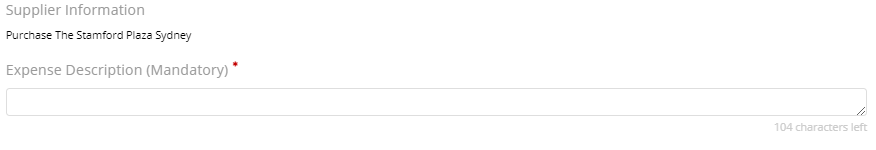 Supplier Information
Purchase The Stamford Plaza Sydney
Expense Description (Mandatory) *
104 characters left